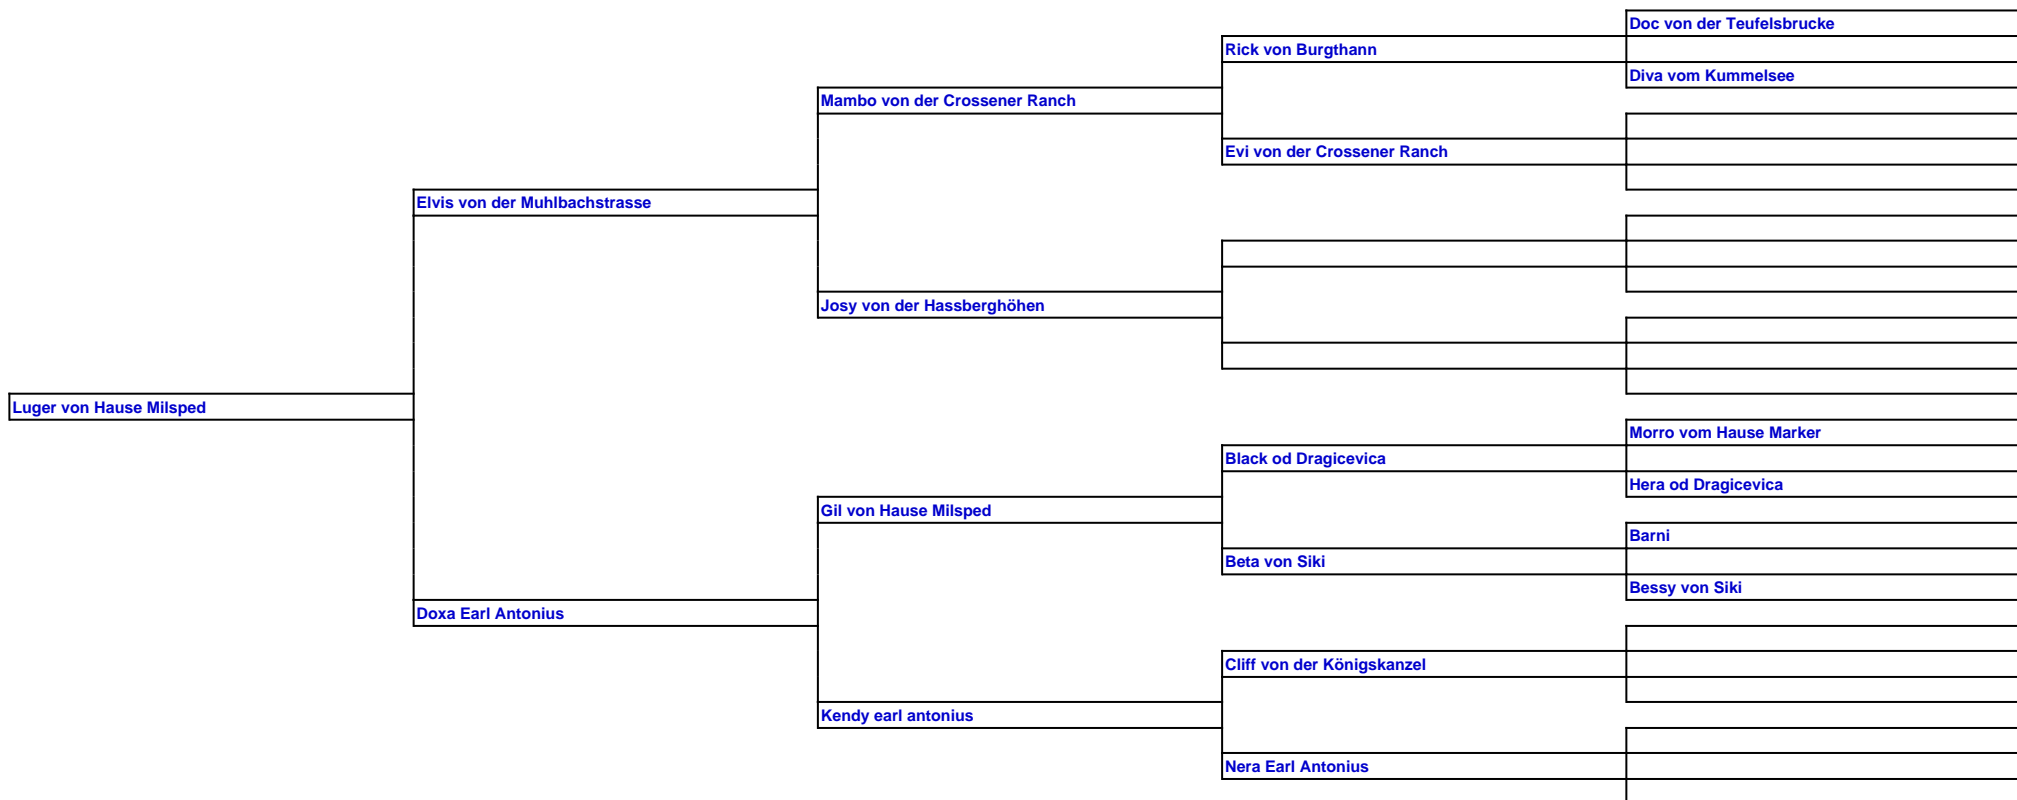 Doc von der Teufelsbrucke
Rick von Burgthann
Diva vom Kummelsee
Mambo von der Crossener Ranch
Evi von der Crossener Ranch
Elvis von der Muhlbachstrasse
Josy von der Hassberghöhen
Luger von Hause Milsped
Morro vom Hause Marker
Black od Dragicevica
Hera od Dragicevica
Gil von Hause Milsped
Barni
Beta von Siki
Bessy von Siki
Doxa Earl Antonius
Cliff von der Königskanzel
Kendy earl antonius
Nera Earl Antonius